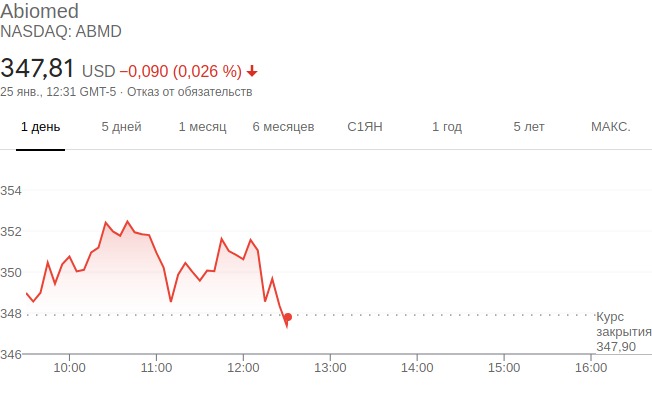 Abiomed
NASDAQ: ABMD
347,81 USD −0,090 (0,026 %)
25 янв., 12:31 GMT-5 · Отказ от обязательств
1 день 5 дней 1 месяц 6 месяцев С1ЯН 1 год 5 лет МАКС.
354
352
350
348
Курс
закрытия
347,90
346
10:00 11:00 12:00 13:00 14:00 15:00 16:00